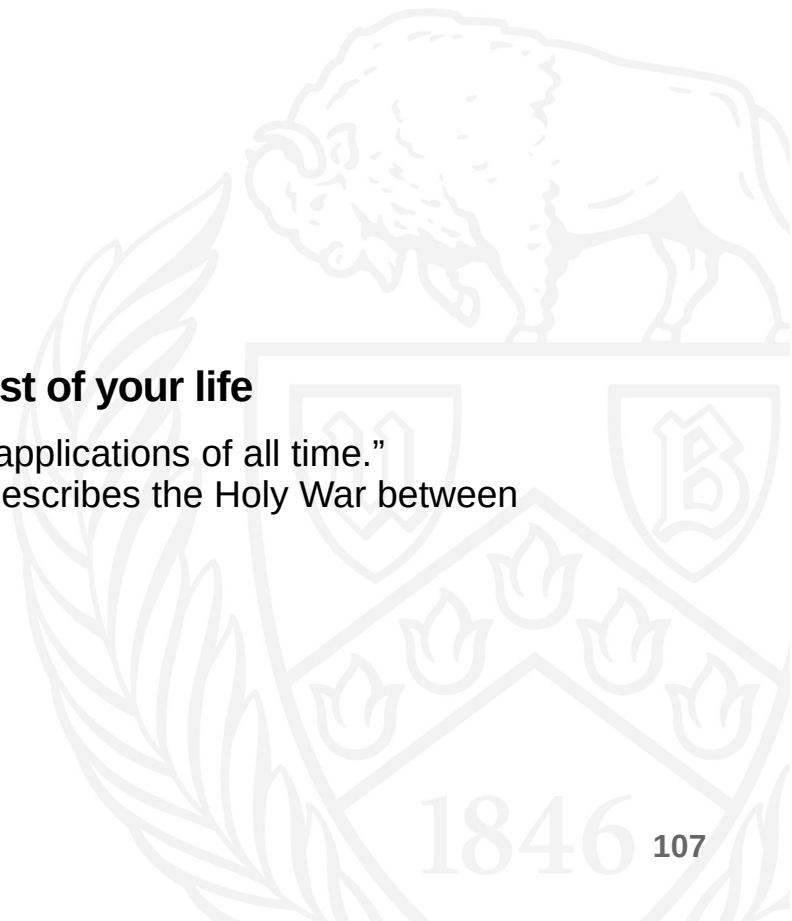 st of your life
applications of all time.”
escribes the Holy War between
U B
1846
107